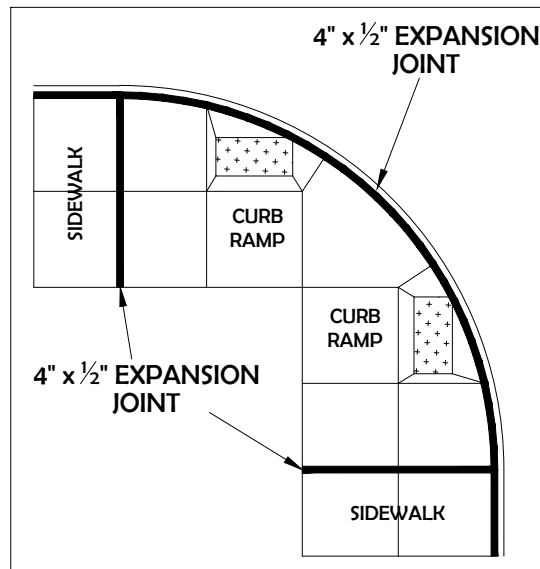 4" x ½" EXPANSION
JOINT
SIDEWALK
CURB
RAMP
CURB
RAMP
4" x ½" EXPANSION
JOINT
SIDEWALK